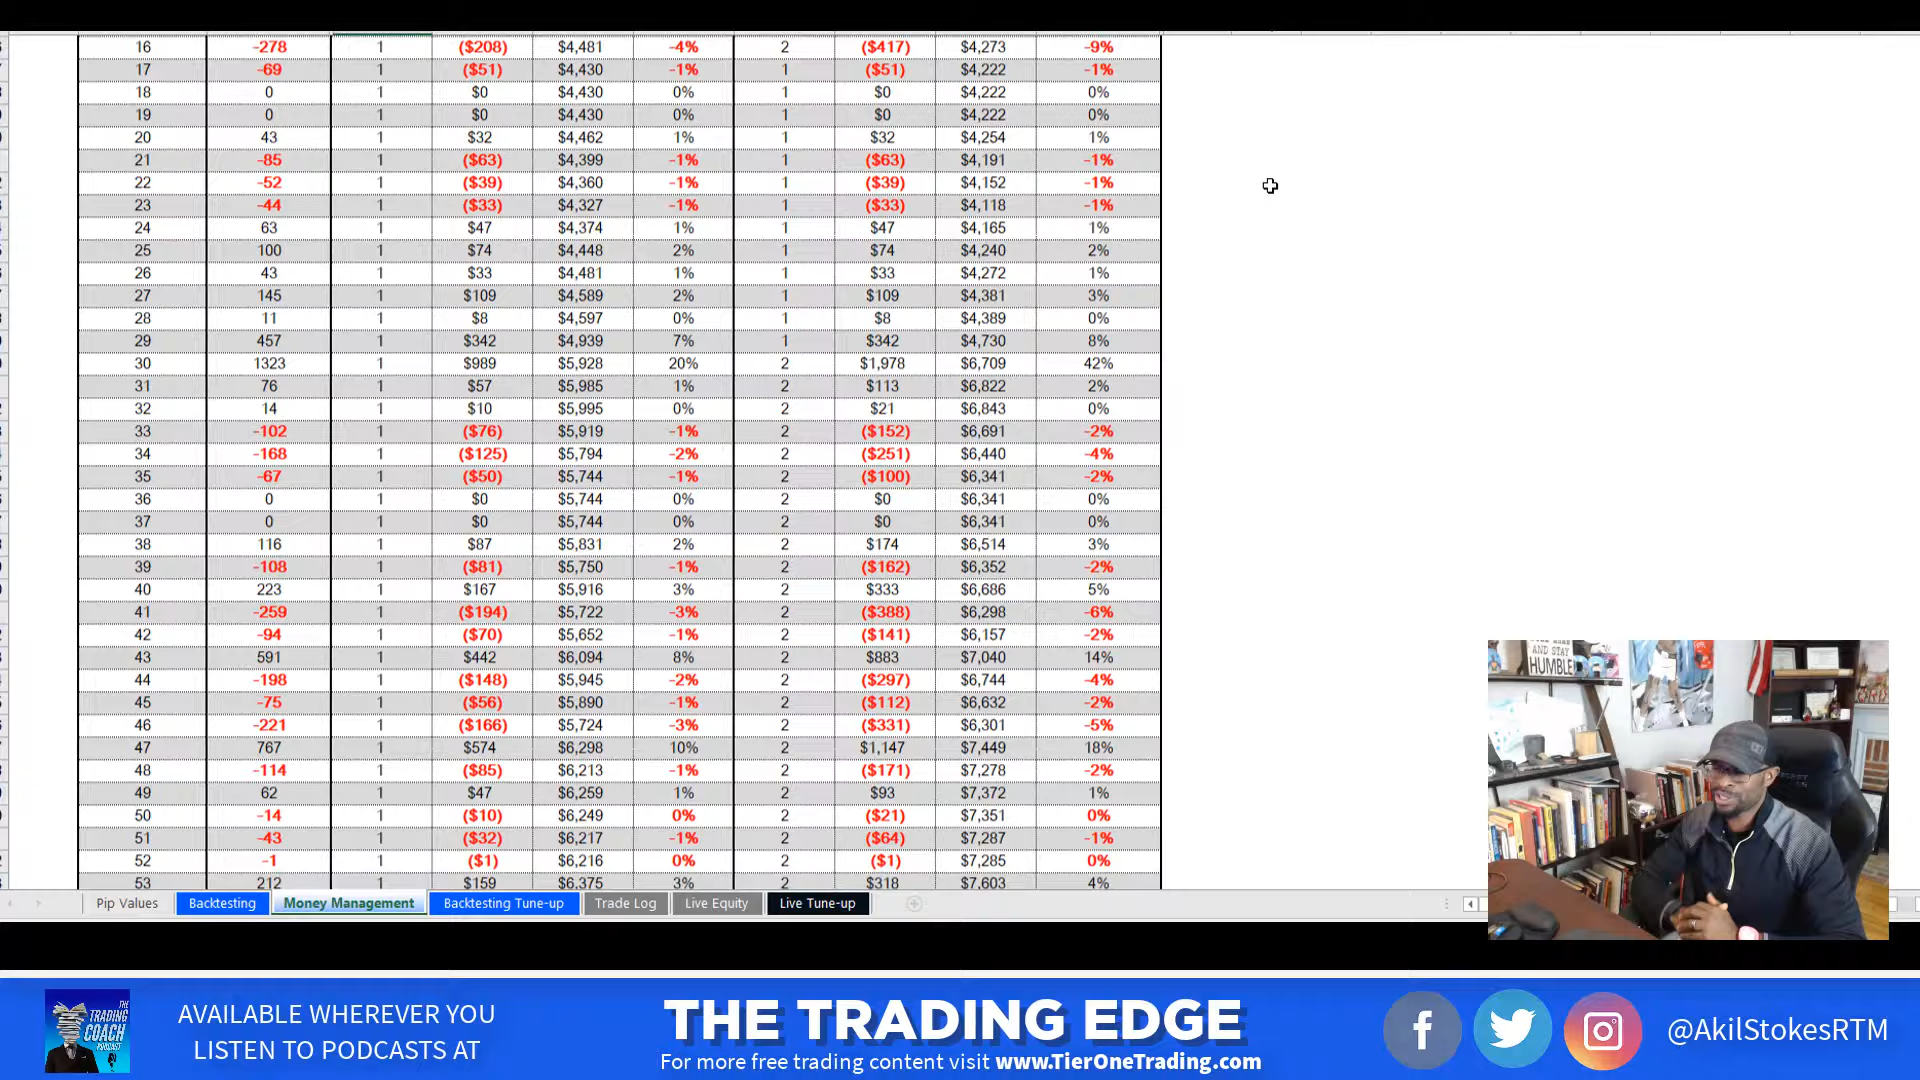 16 -278 1 ($208) $4,481 -4% 2 ($417) $4,273 -9%
17 -69 1 ($51) $4,430 -1% 1 ($51) $4,222 -1%
18 0 1 $0 $4,430 0% 1 $0 $4,222 0%
19 0 1 $0 $4,430 0% 1 $0 $4,222 0%
20 43 1 $32 $4,462 1% 1 $32 $4,254 1%
21 -85 1 ($63) $4,399 -1% 1 ($63) $4,191 -1%
22 -52 1 ($39) $4,360 -1% 1 ($39) $4,152 -1%
23 -44 1 ($33) $4,327 -1% 1 ($33) $4,118 -1%
24 63 1 $47 $4,374 1% 1 $47 $4,165 1%
25 100 1 $74 $4,448 2% 1 $74 $4,240 2%
26 43 1 $33 $4,481 1% 1 $33 $4,272 1%
27 145 1 $109 $4,589 2% 1 $109 $4,381 3%
28 11 1 $8 $4,597 0% 1 $8 $4,389 0%
29 457 1 $342 $4,939 7% 1 $342 $4,730 8%
30 1323 1 $989 $5,928 20% 2 $1,978 $6,709 42%
31 76 1 $57 $5,985 1% 2 $113 $6,822 2%
32 14 1 $10 $5,995 0% 2 $21 $6,843 0%
33 -102 1 ($76) $5,919 -1% 2 ($152) $6,691 -2%
34 -168 1 ($125) $5,794 -2% 2 ($251) $6,440 -4%
35 -67 1 ($50) $5,744 -1% 2 ($100) $6,341 -2%
36 0 1 $0 $5,744 0% 2 $0 $6,341 0%
37 0 1 $0 $5,744 0% 2 $0 $6,341 0%
38 116 1 $87 $5,831 2% 2 $174 $6,514 3%
39 -108 1 ($81) $5,750 -1% 2 ($162) $6,352 -2%
40 223 1 $167 $5,916 3% 2 $333 $6,686 5%
41 -259 1 ($194) $5,722 -3% 2 ($388) $6,298 -6%
42 -94 1 ($70) $5,652 -1% 2 ($141) $6,157 -2%
43 591 1 $442 $6,094 8% 2 $883 $7,040 14%
44 -198 1 ($148) $5,945 -2% 2 ($297) $6,744 -4%
45 -75 1 ($56) $5,890 -1% 2 ($112) $6,632 -2%
46 -221 1 ($166) $5,724 -3% 2 ($331) $6,301 -5%
47 767 1 $574 $6,298 10% 2 $1,147 $7,449 18%
48 -114 1 ($85) $6,213 -1% 2 ($171) $7,278 -2%
49 62 1 $47 $6,259 1% 2 $93 $7,372 1%
50 -14 1 ($10) $6,249 0% 2 ($21) $7,351 0%
51 -43 1 ($32) $6,217 -1% 2 ($64) $7,287 -1%
52 -1 1 ($1) $6,216 0% 2 ($1) $7,285 0%
53 212 1 $159 $6,375 3% 2 $318 $7,603 4%
Pip Values Backtesting Money Management Backtesting Tune-up Trade Log Live Equity Live Tune-up
AND STAY
HUMBLE
THE
TRADING
COACH
PODCAST
AVAILABLE WHEREVER YOU
LISTEN TO PODCASTS AT
THE TRADING EDGE
For more free trading content visit www.TierOneTrading.com
@AkilStokesRTM